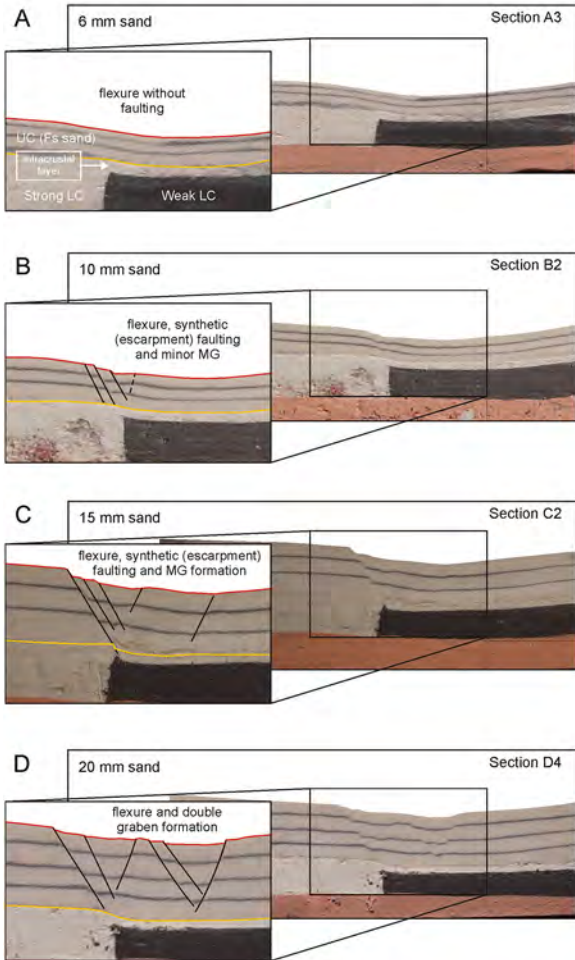 A
6 mm sand
Section A3
flexure without
faulting
UC (Fs sand)
intracrustal
layer
Strong LC
Weak LC
B
10 mm sand
Section B2
flexure, synthetic
(escarpment) faulting
and minor MG
C
15 mm sand
Section C2
flexure, synthetic (escarpment)
faulting and MG formation
D
20 mm sand
Section D4
flexure and double
graben formation